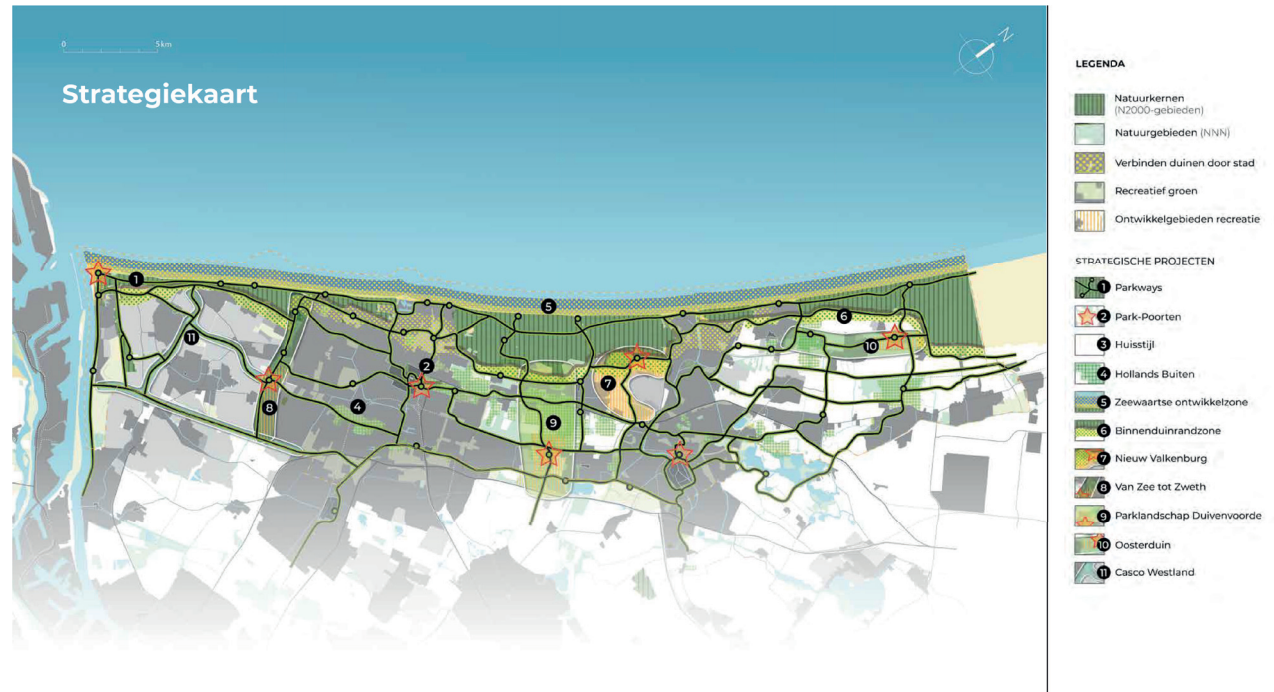 0 5km
N
Strategiekaart
1
5
6
11
2
10
7
8
4
9
LEGENDA
Natuurkernen
(N2000-gebieden)
Natuurgebieden (NNN)
Verbinden duinen door stad
Recreatief groen
Ontwikkelgebieden recreatie
STRATEGISCHE PROJECTEN
1 Parkways
2 Park-Poorten
3 Huisstijl
4 Hollands Buiten
5 Zeewaartse ontwikkelzone
6 Binnenduinrandzone
7 Nieuw Valkenburg
8 Van Zee tot Zweth
9 Parklandschap Duivenvoorde
10 Oosterduin
11 Casco Westland